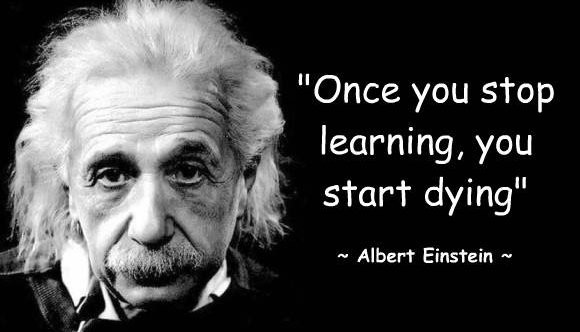 "Once you stop
learning, you
start dying"
~ Albert Einstein ~